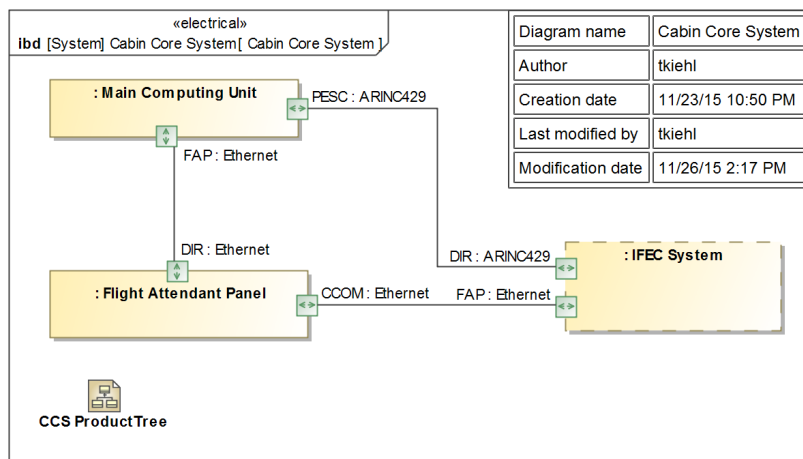 «electrical»
ibd [System] Cabin Core System[ Cabin Core System ]
Diagram name Cabin Core System
Author tkiehl
Creation date 11/23/15 10:50 PM
Last modified by tkiehl
Modification date 11/26/15 2:17 PM
: Main Computing Unit
PESC : ARINC429
FAP : Ethernet
DIR : Ethernet
DIR : ARINC429
: IFEC System
: Flight Attendant Panel
CCOM : Ethernet
FAP : Ethernet
CCS ProductTree